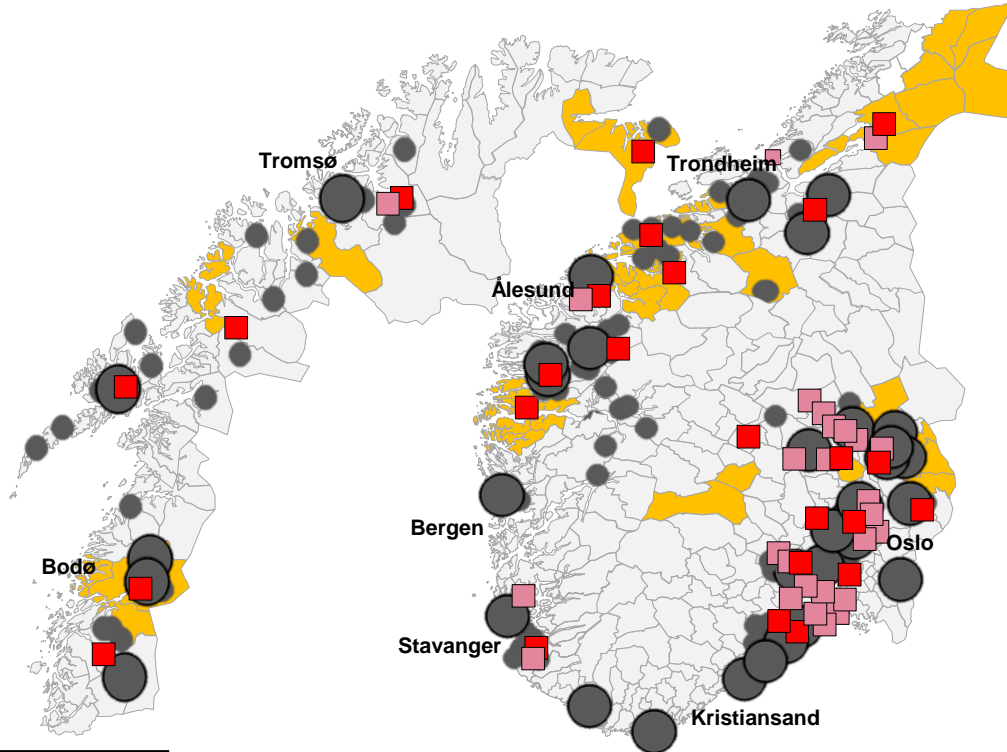 Tromsø
Trondheim
Ålesund
Bergen
Oslo
Bodø
Stavanger
Kristiansand